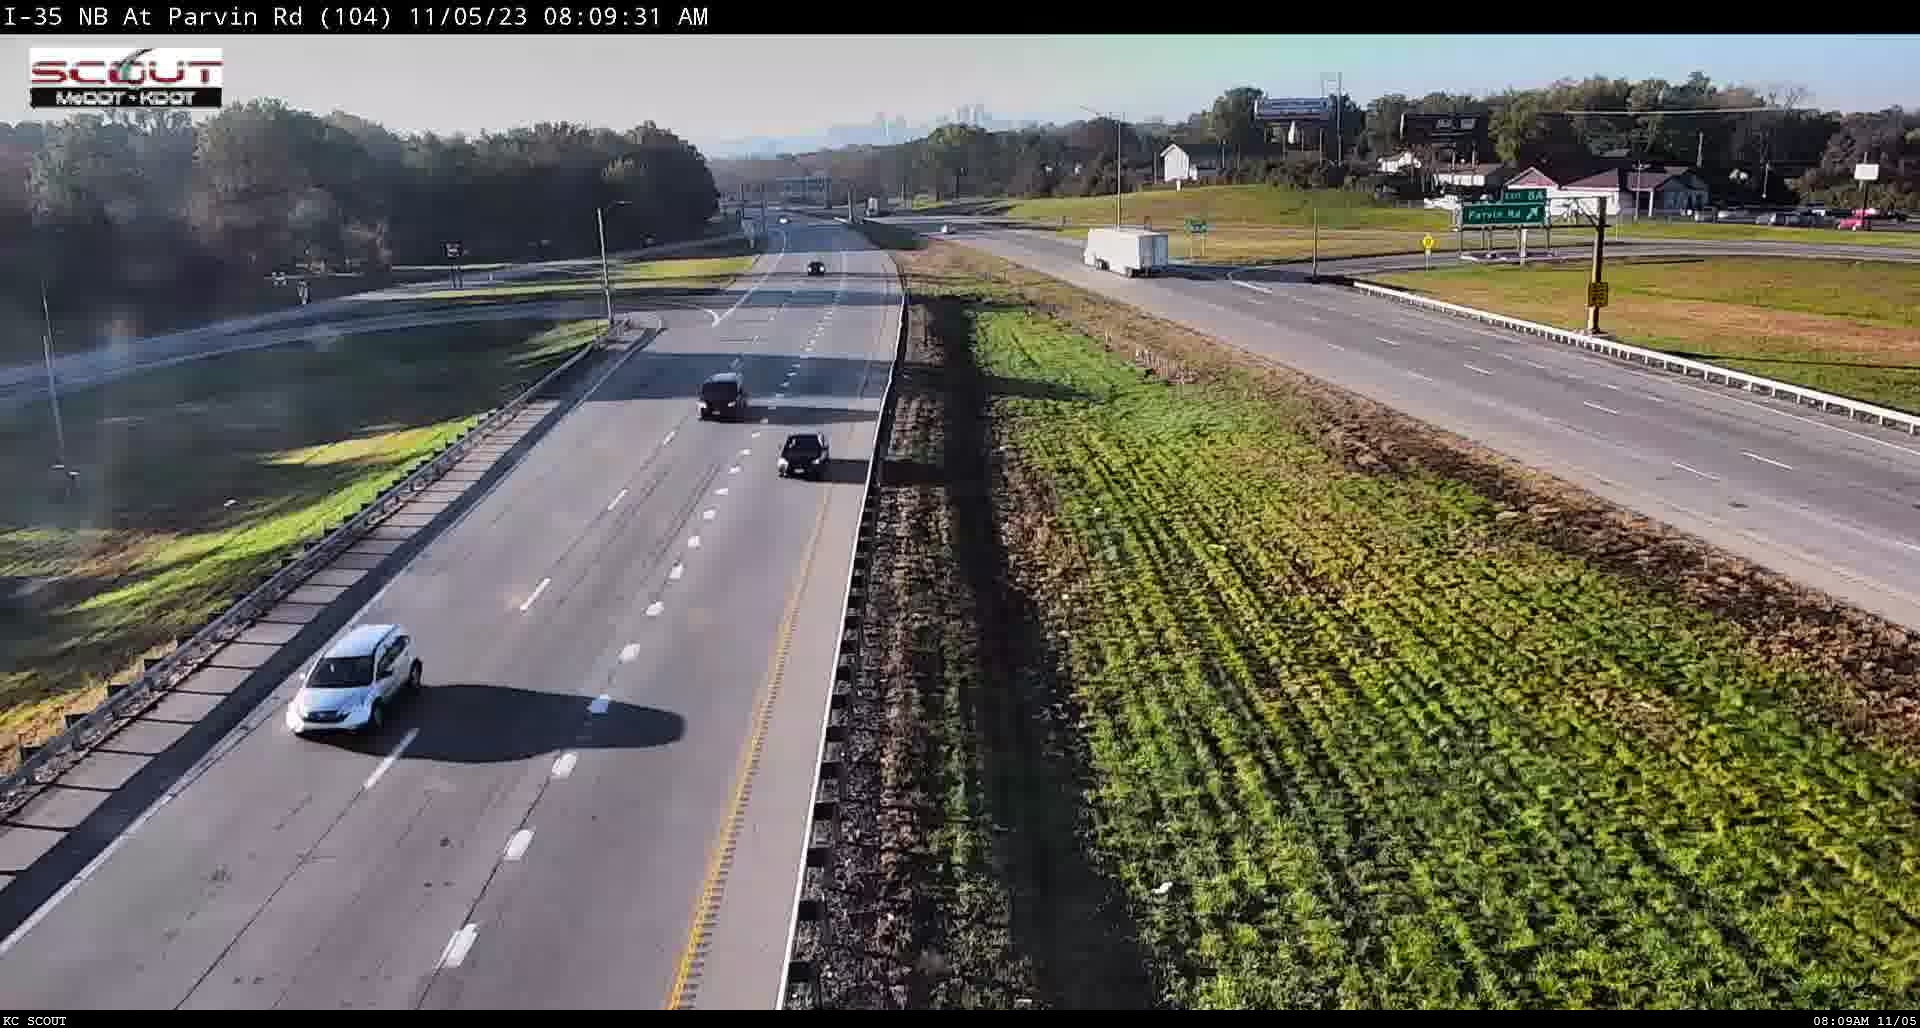 I-35 NB At Parvin Rd (104) 11/05/23 08:09:31 AM
SCOUT
MoDOT - KDOT
EXIT 8A
Parvin Rd
KC SCOUT
08:09AM 11/05